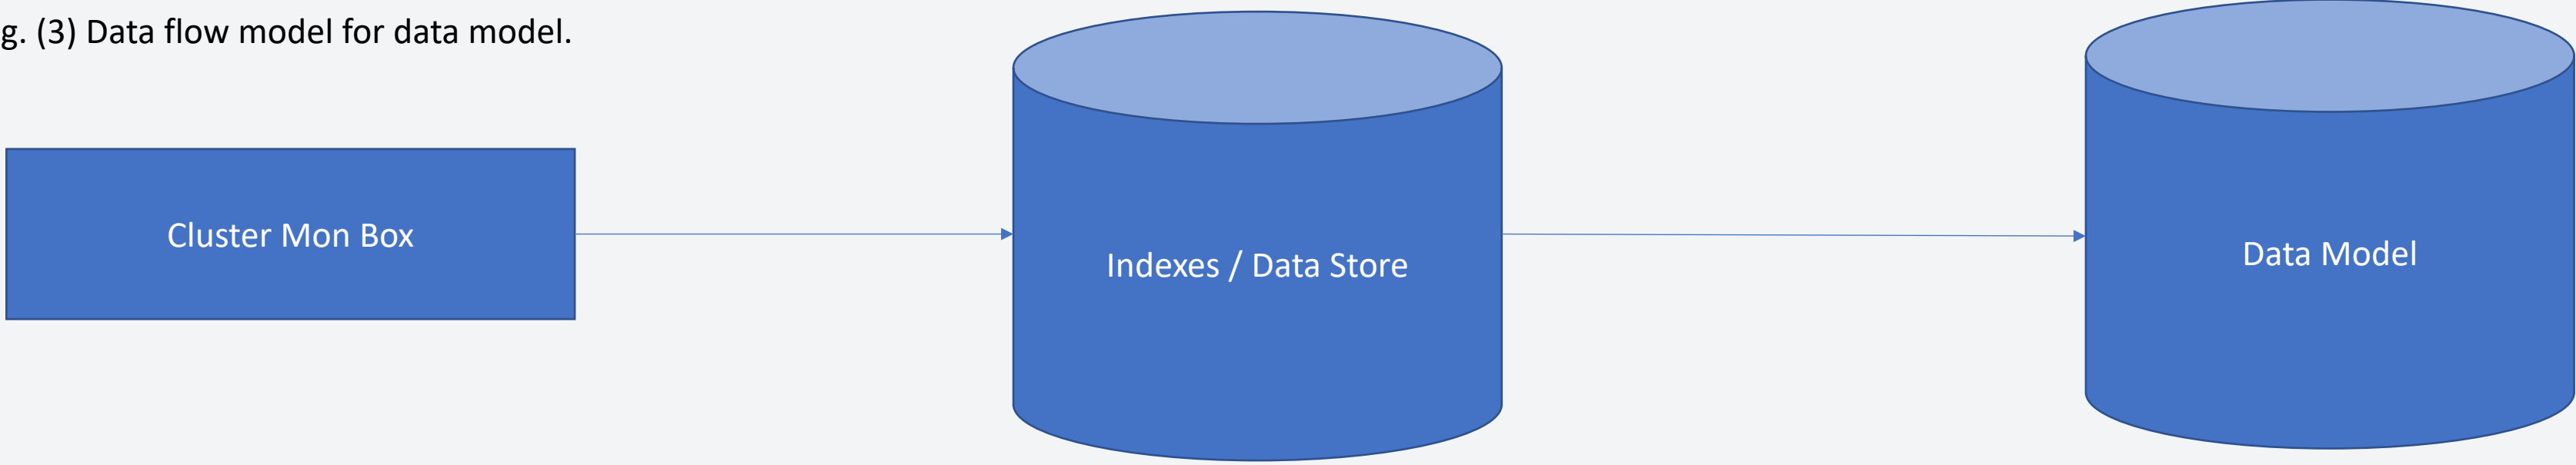 g. (3) Data flow model for data model.
Cluster Mon Box
Indexes / Data Store
Data Model